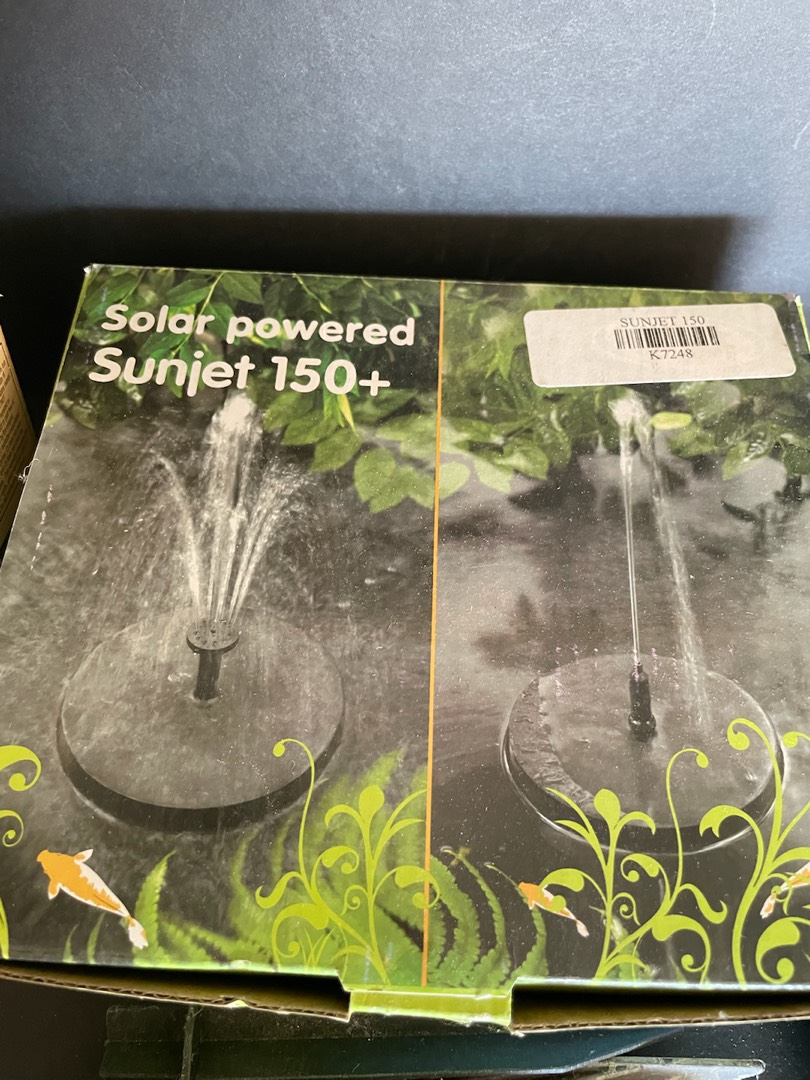 Solar powered
Sunjet 150+
SUNJET 150
K7248